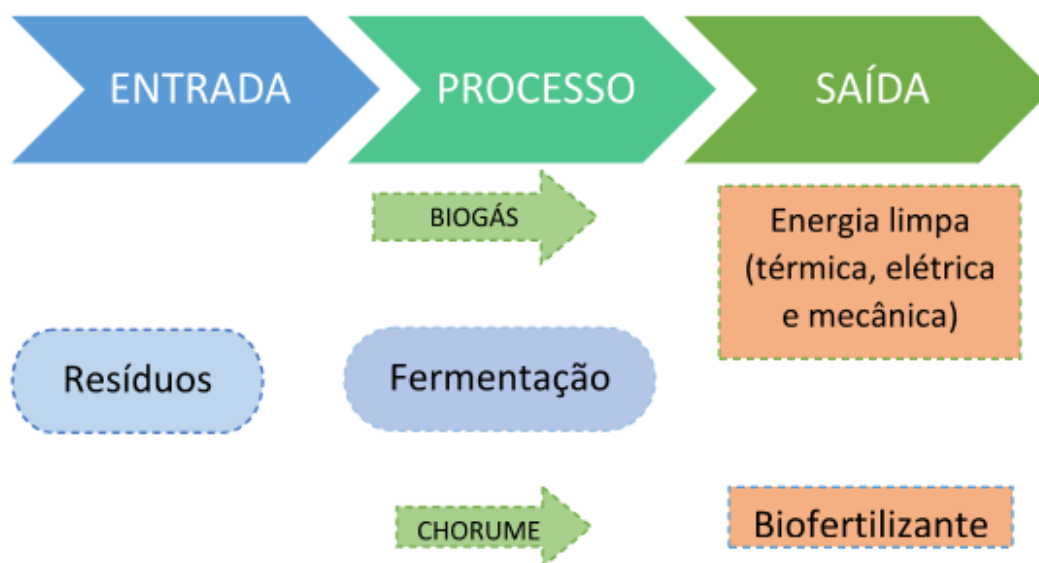 ENTRADA
PROCESSO
SAÍDA
BIOGÁS
Energia limpa
(térmica, elétrica
e mecânica)
Resíduos
Fermentação
CHORUME
Biofertilizante